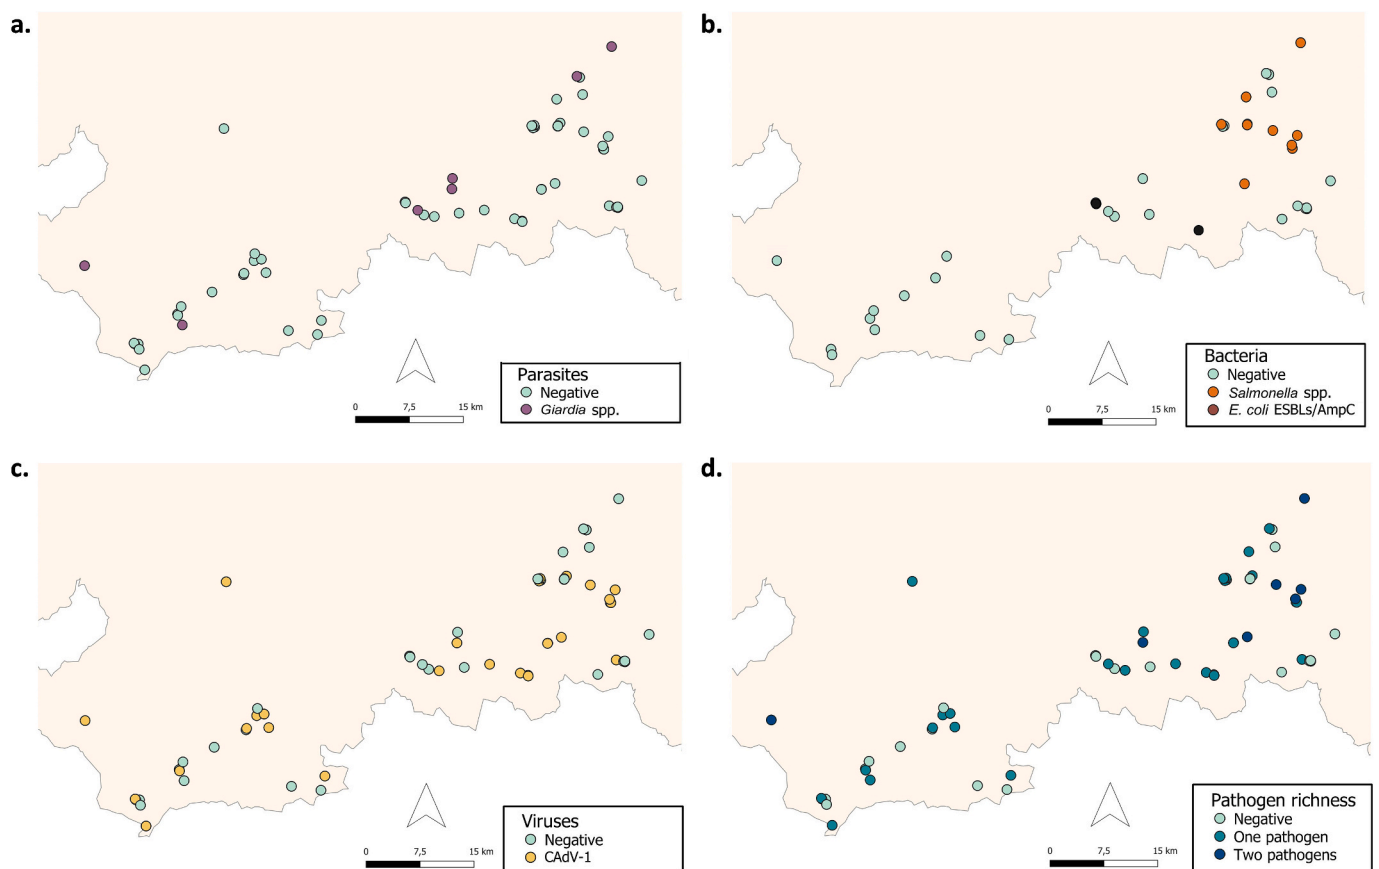 a.
Parasites
Negative
Giardia spp.
0 7,5 15 km
b.
Bacteria
Negative
Salmonella spp.
E. coli ESBLs/AmpC
0 7,5 15 km
c.
Viruses
Negative
CAdV-1
0 7,5 15 km
d.
Pathogen richness
Negative
One pathogen
Two pathogens
0 7,5 15 km